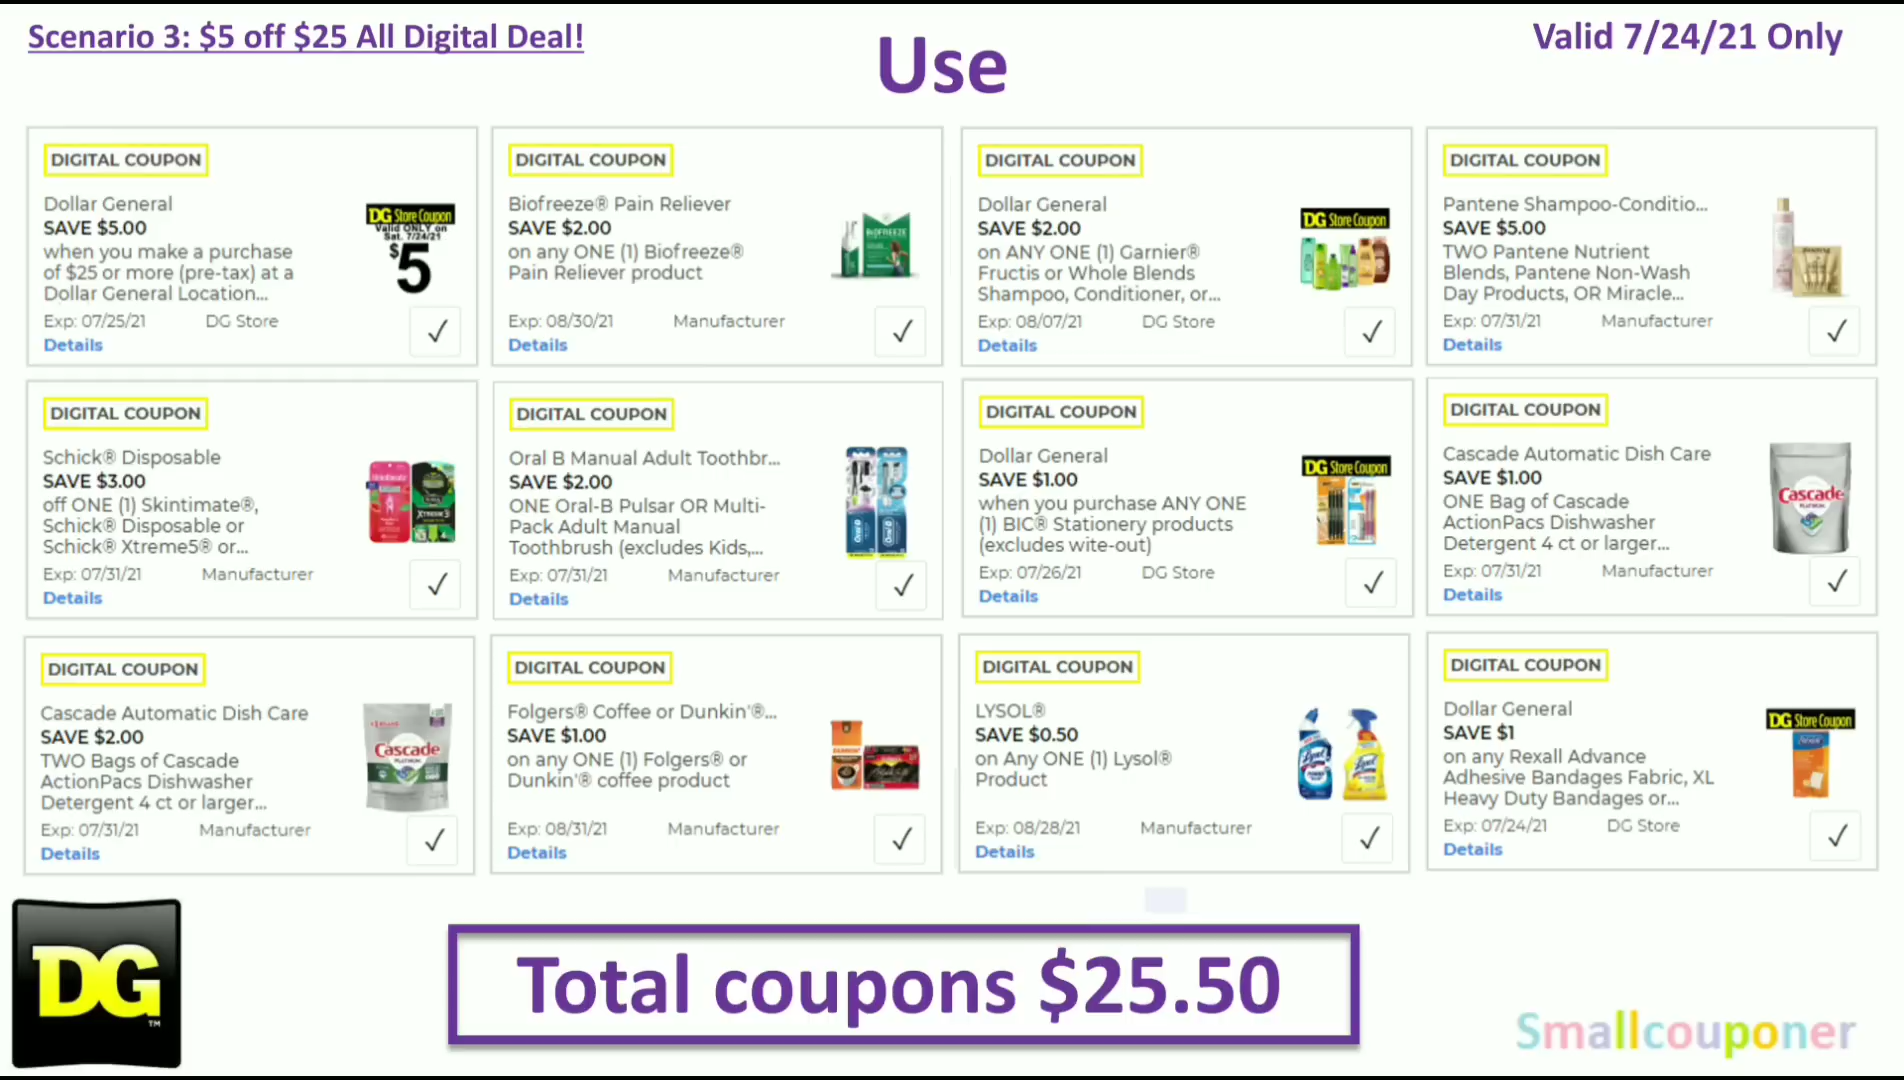 Scenario 3: $5 off $25 All Digital Deal!
Use
Valid 7/24/21 Only
DIGITAL COUPON
Dollar General
SAVE $5.00
when you make a purchase
of $25 or more (pre-tax) at a
Dollar General Location...
Exp: 07/25/21 DG Store
Details
DG Store Coupon
Valid ONLY on
Sat. 7/24/21
$5
DIGITAL COUPON
Biofreeze® Pain Reliever
SAVE $2.00
on any ONE (1) Biofreeze®
Pain Reliever product
Exp: 08/30/21 Manufacturer
Details
BIOFREEZE
DIGITAL COUPON
Dollar General
SAVE $2.00
on ANY ONE (1) Garnier®
Fructis or Whole Blends
Shampoo, Conditioner, or...
Exp: 08/07/21 DG Store
Details
DG Store Coupon
DIGITAL COUPON
Pantene Shampoo-Conditio...
SAVE $5.00
TWO Pantene Nutrient
Blends, Pantene Non-Wash
Day Products, OR Miracle...
Exp: 07/31/21 Manufacturer
Details
DIGITAL COUPON
Schick® Disposable
SAVE $3.00
off ONE (1) Skintimate®,
Schick® Disposable or
Schick® Xtreme5® or...
Exp: 07/31/21 Manufacturer
Details
DIGITAL COUPON
Oral B Manual Adult Toothbr...
SAVE $2.00
ONE Oral-B Pulsar OR Multi-
Pack Adult Manual
Toothbrush (excludes Kids,...
Exp: 07/31/21 Manufacturer
Details
DIGITAL COUPON
Dollar General
SAVE $1.00
when you purchase ANY ONE
(1) BIC® Stationery products
(excludes wite-out)
Exp: 07/26/21 DG Store
Details
DG Store Coupon
DIGITAL COUPON
Cascade Automatic Dish Care
SAVE $1.00
ONE Bag of Cascade
ActionPacs Dishwasher
Detergent 4 ct or larger...
Exp: 07/31/21 Manufacturer
Details
Cascade
PLATINUM
DIGITAL COUPON
Cascade Automatic Dish Care
SAVE $2.00
TWO Bags of Cascade
ActionPacs Dishwasher
Detergent 4 ct or larger...
Exp: 07/31/21 Manufacturer
Details
Cascade
PLATINUM
DIGITAL COUPON
Folgers® Coffee or Dunkin'®...
SAVE $1.00
on any ONE (1) Folgers® or
Dunkin'® coffee product
Exp: 08/31/21 Manufacturer
Details
DIGITAL COUPON
LYSOL®
SAVE $0.50
on Any ONE (1) Lysol®
Product
Exp: 08/28/21 Manufacturer
Details
Lysol
Lysol
DIGITAL COUPON
Dollar General
SAVE $1
on any Rexall Advance
Adhesive Bandages Fabric, XL
Heavy Duty Bandages or...
Exp: 07/24/21 DG Store
Details
DG Store Coupon
DG
TM
Total coupons $25.50
Smallcouponer